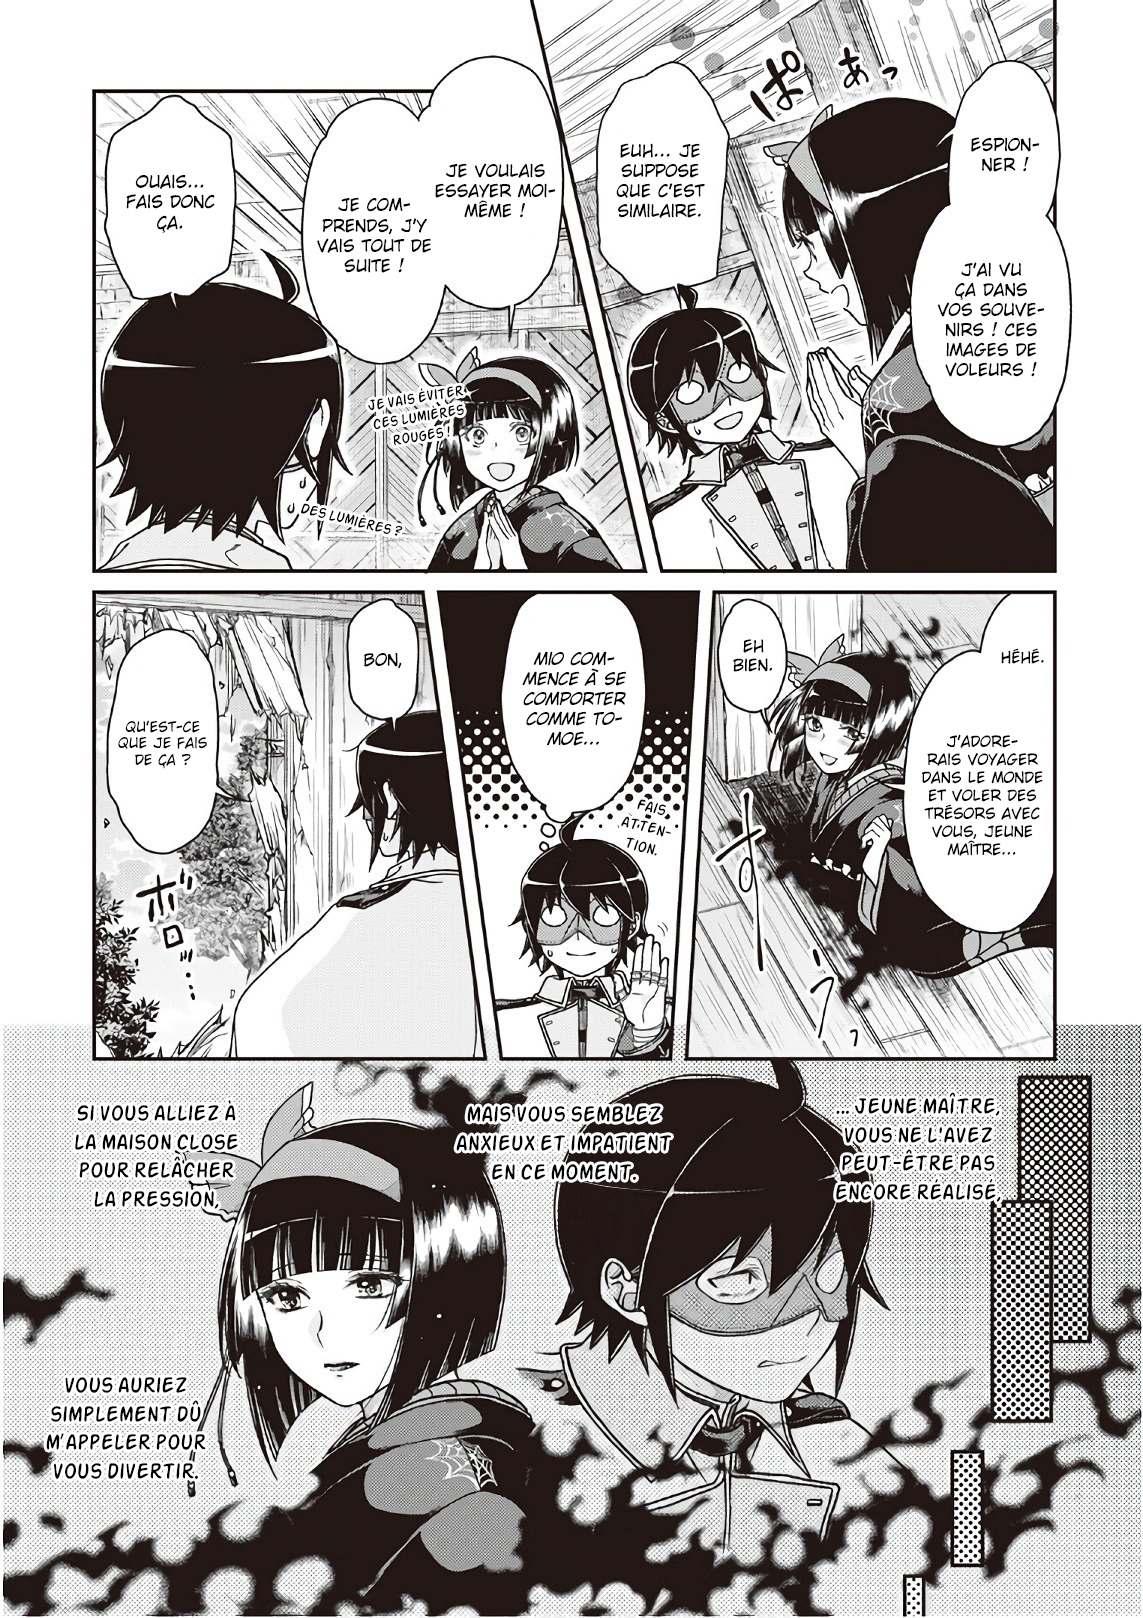 ぱあっ
ESPION-
NER !
J'AI VU
ÇA DANS
VOS SOUVE-
NIRS ! CES
IMAGES DE
VOLEURS !
EUH... JE
SUPPOSE
QUE C'EST
SIMILAIRE.
JE VOULAIS
ESSAYER MOI-
MÊME !
JE COM-
PRENDS, J'Y
VAIS TOUT DE
SUITE !
JE VAIS ÉVITER
CES LUMIÈRES
ROUGES !
OUAIS...
FAIS DONC
ÇA.
DES LUMIÈRES ?
HÉHÉ.
J'ADORE-
RAIS VOYAGER
DANS LE MONDE
ET VOLER DES
TRÉSORS AVEC
VOUS, JEUNE
MAÎTRE...
EH
BIEN.
MIO COM-
MENCE À SE
COMPORTER
COMME TO-
MOE...
FAIS
ATTEN-
TION.
BON,
QU'EST-CE
QUE JE FAIS
DE ÇA ?
ボロ…
... JEUNE MAÎTRE,
VOUS NE L'AVEZ
PEUT-ÊTRE PAS
ENCORE RÉALISÉ,
MAIS VOUS SEMBLEZ
ANXIEUX ET IMPATIENT
EN CE MOMENT.
SI VOUS ALLIEZ À
LA MAISON CLOSE
POUR RELÂCHER
LA PRESSION,
VOUS AURIEZ
SIMPLEMENT DÛ
M'APPELER POUR
VOUS DIVERTIR.